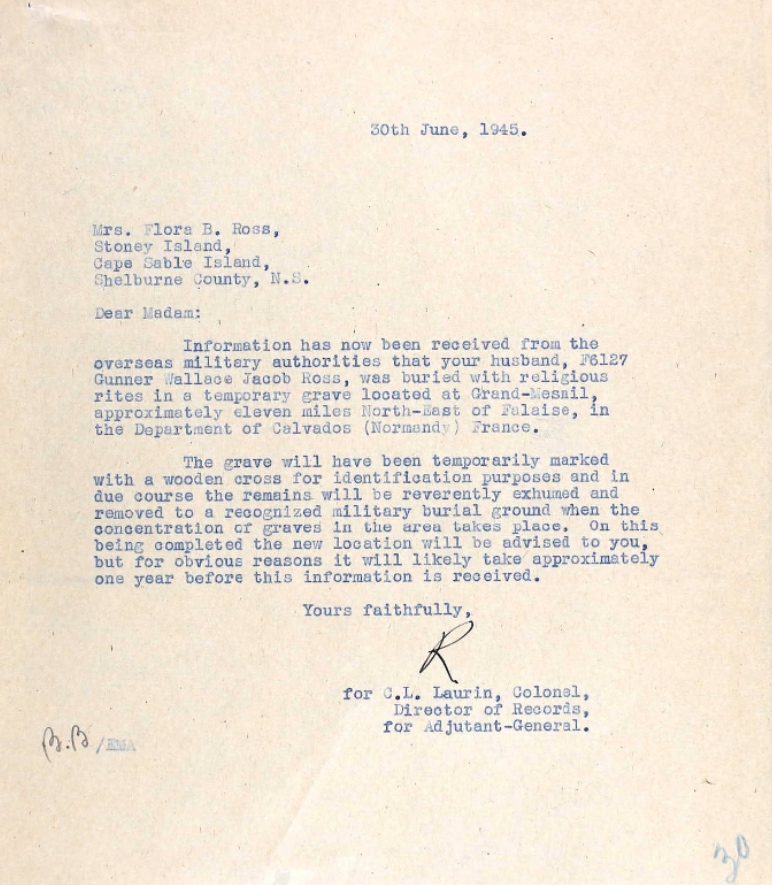 30th June, 1945.
Mrs. Flora B. Ross,
Stoney Island,
Cape Sable Island,
Shelburne County, N.S.
Dear Madam:
Information has now been received from the
overseas military authorities that your husband, F6127
Gunner Wallace Jacob Ross, was buried with religious
rites in a temporary grave located at Grand-Mesnil,
approximately eleven miles North-East of Falaise, in
the Department of Calvados (Normandy) France.
The grave will have been temporarily marked
with a wooden cross for identification purposes and in
due course the remains will be reverently exhumed and
removed to a recognized military burial ground when the
concentration of graves in the area takes place. On this
being completed the new location will be advised to you,
but for obvious reasons it will likely take approximately
one year before this information is received.
Yours faithfully,
R
for C.L. Laurin, Colonel,
Director of Records,
for Adjutant-General.
B.B/EMA
30